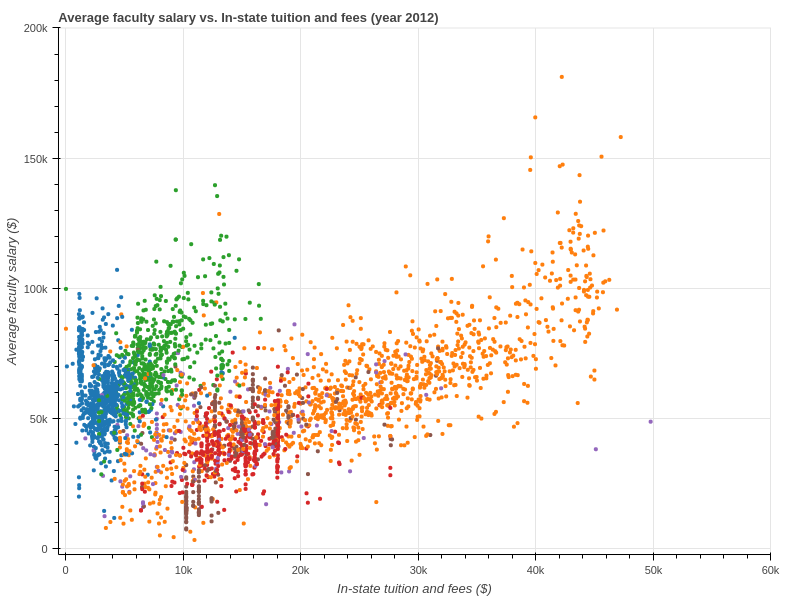 Average faculty salary vs. In-state tuition and fees (year 2012)
200k
150k
100k
50k
0
Average faculty salary ($)
0 10k 20k 30k 40k 50k 60k
In-state tuition and fees ($)